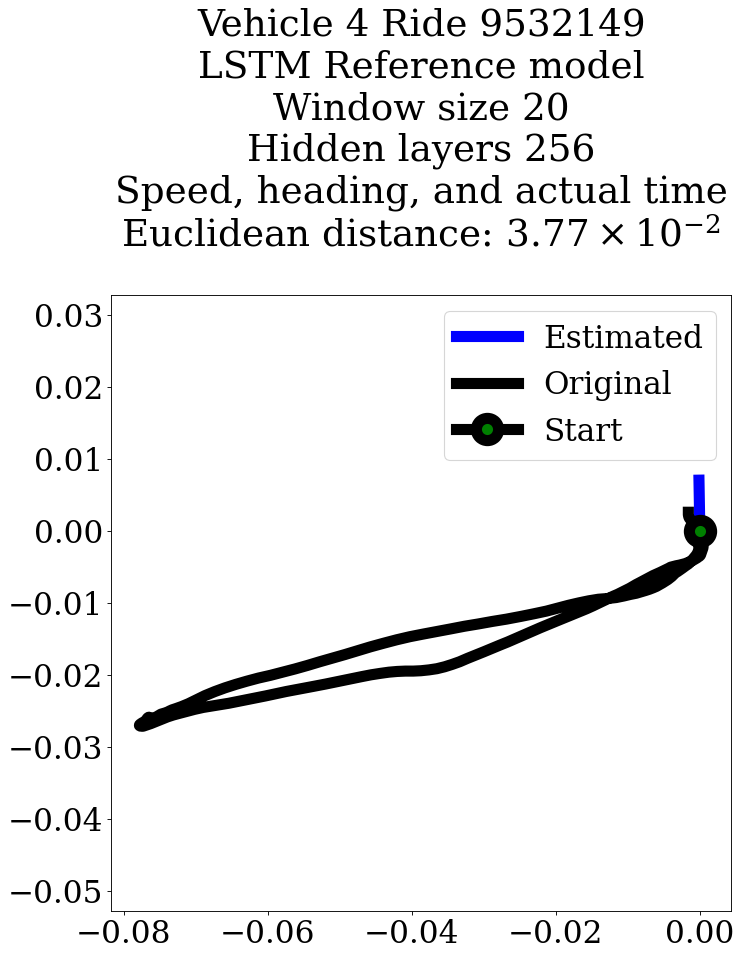 Vehicle 4 Ride 9532149
LSTM Reference model
Window size 20
Hidden layers 256
Speed, heading, and actual time
Euclidean distance: 3.77 × 10⁻²
Estimated
Original
Start
0.03
0.02
0.01
0.00
−0.01
−0.02
−0.03
−0.04
−0.05
−0.08 −0.06 −0.04 −0.02 0.00